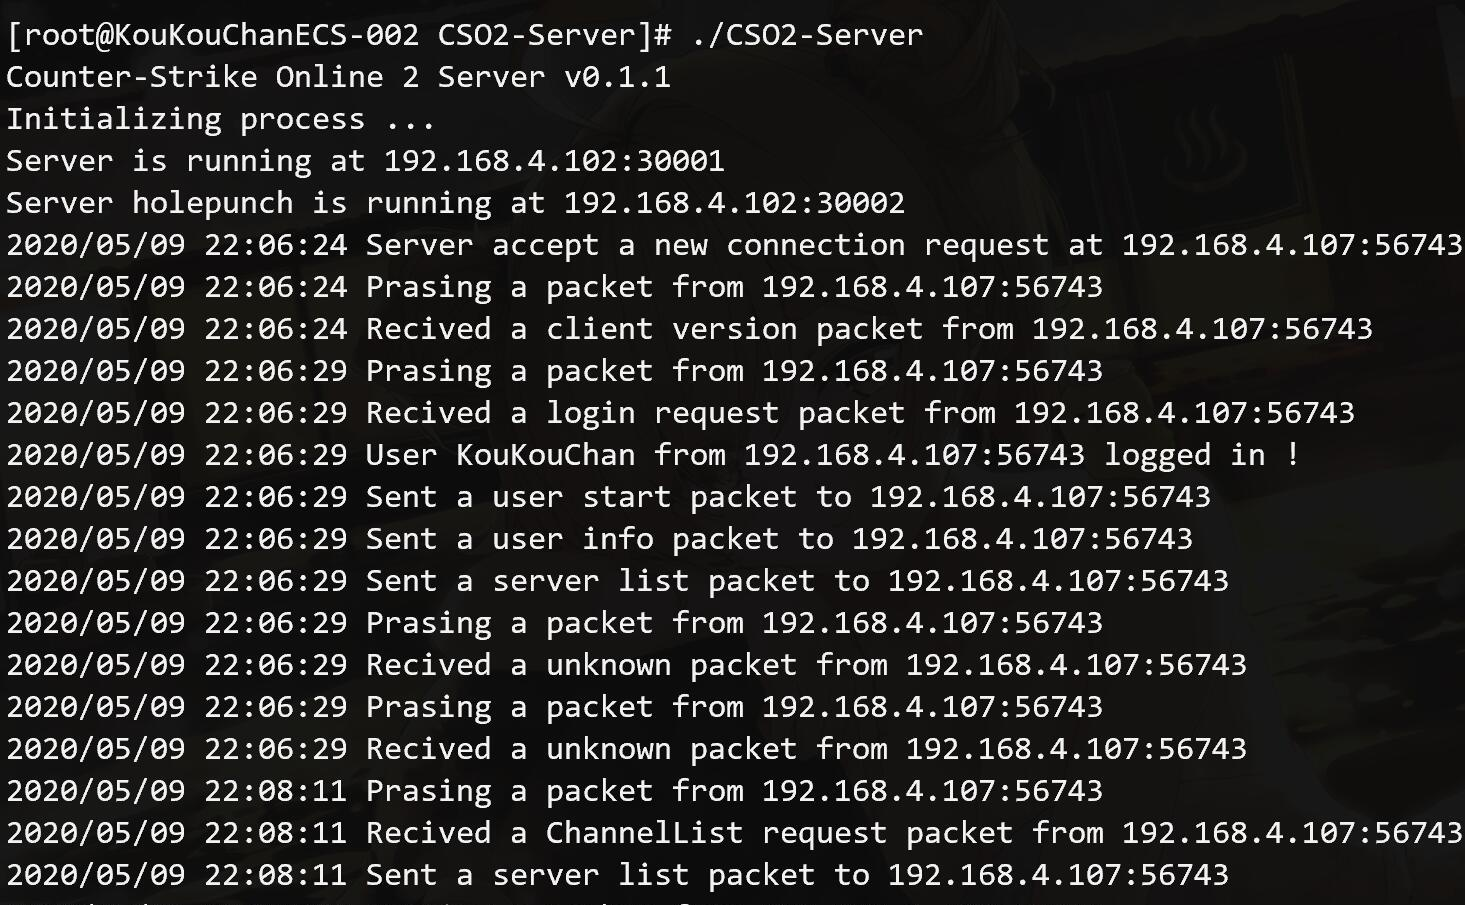 [root@KouKouChanECS-002 CSO2-Server]# ./CSO2-Server
Counter-Strike Online 2 Server v0.1.1
Initializing process ...
Server is running at 192.168.4.102:30001
Server holepunch is running at 192.168.4.102:30002
2020/05/09 22:06:24 Server accept a new connection request at 192.168.4.107:56743
2020/05/09 22:06:24 Prasing a packet from 192.168.4.107:56743
2020/05/09 22:06:24 Recived a client version packet from 192.168.4.107:56743
2020/05/09 22:06:29 Prasing a packet from 192.168.4.107:56743
2020/05/09 22:06:29 Recived a login request packet from 192.168.4.107:56743
2020/05/09 22:06:29 User KouKouChan from 192.168.4.107:56743 logged in !
2020/05/09 22:06:29 Sent a user start packet to 192.168.4.107:56743
2020/05/09 22:06:29 Sent a user info packet to 192.168.4.107:56743
2020/05/09 22:06:29 Sent a server list packet to 192.168.4.107:56743
2020/05/09 22:06:29 Prasing a packet from 192.168.4.107:56743
2020/05/09 22:06:29 Recived a unknown packet from 192.168.4.107:56743
2020/05/09 22:06:29 Prasing a packet from 192.168.4.107:56743
2020/05/09 22:06:29 Recived a unknown packet from 192.168.4.107:56743
2020/05/09 22:08:11 Prasing a packet from 192.168.4.107:56743
2020/05/09 22:08:11 Recived a ChannelList request packet from 192.168.4.107:56743
2020/05/09 22:08:11 Sent a server list packet to 192.168.4.107:56743